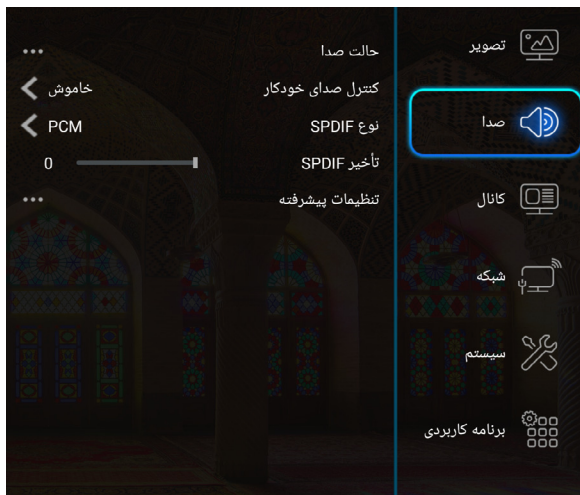 تصویر
صدا
کانال
شبکه
سیستم
برنامه کاربردی
حالت صدا
کنترل صدای خودکار خاموش
نوع SPDIF PCM
تأخیر SPDIF 0
تنظیمات پیشرفته